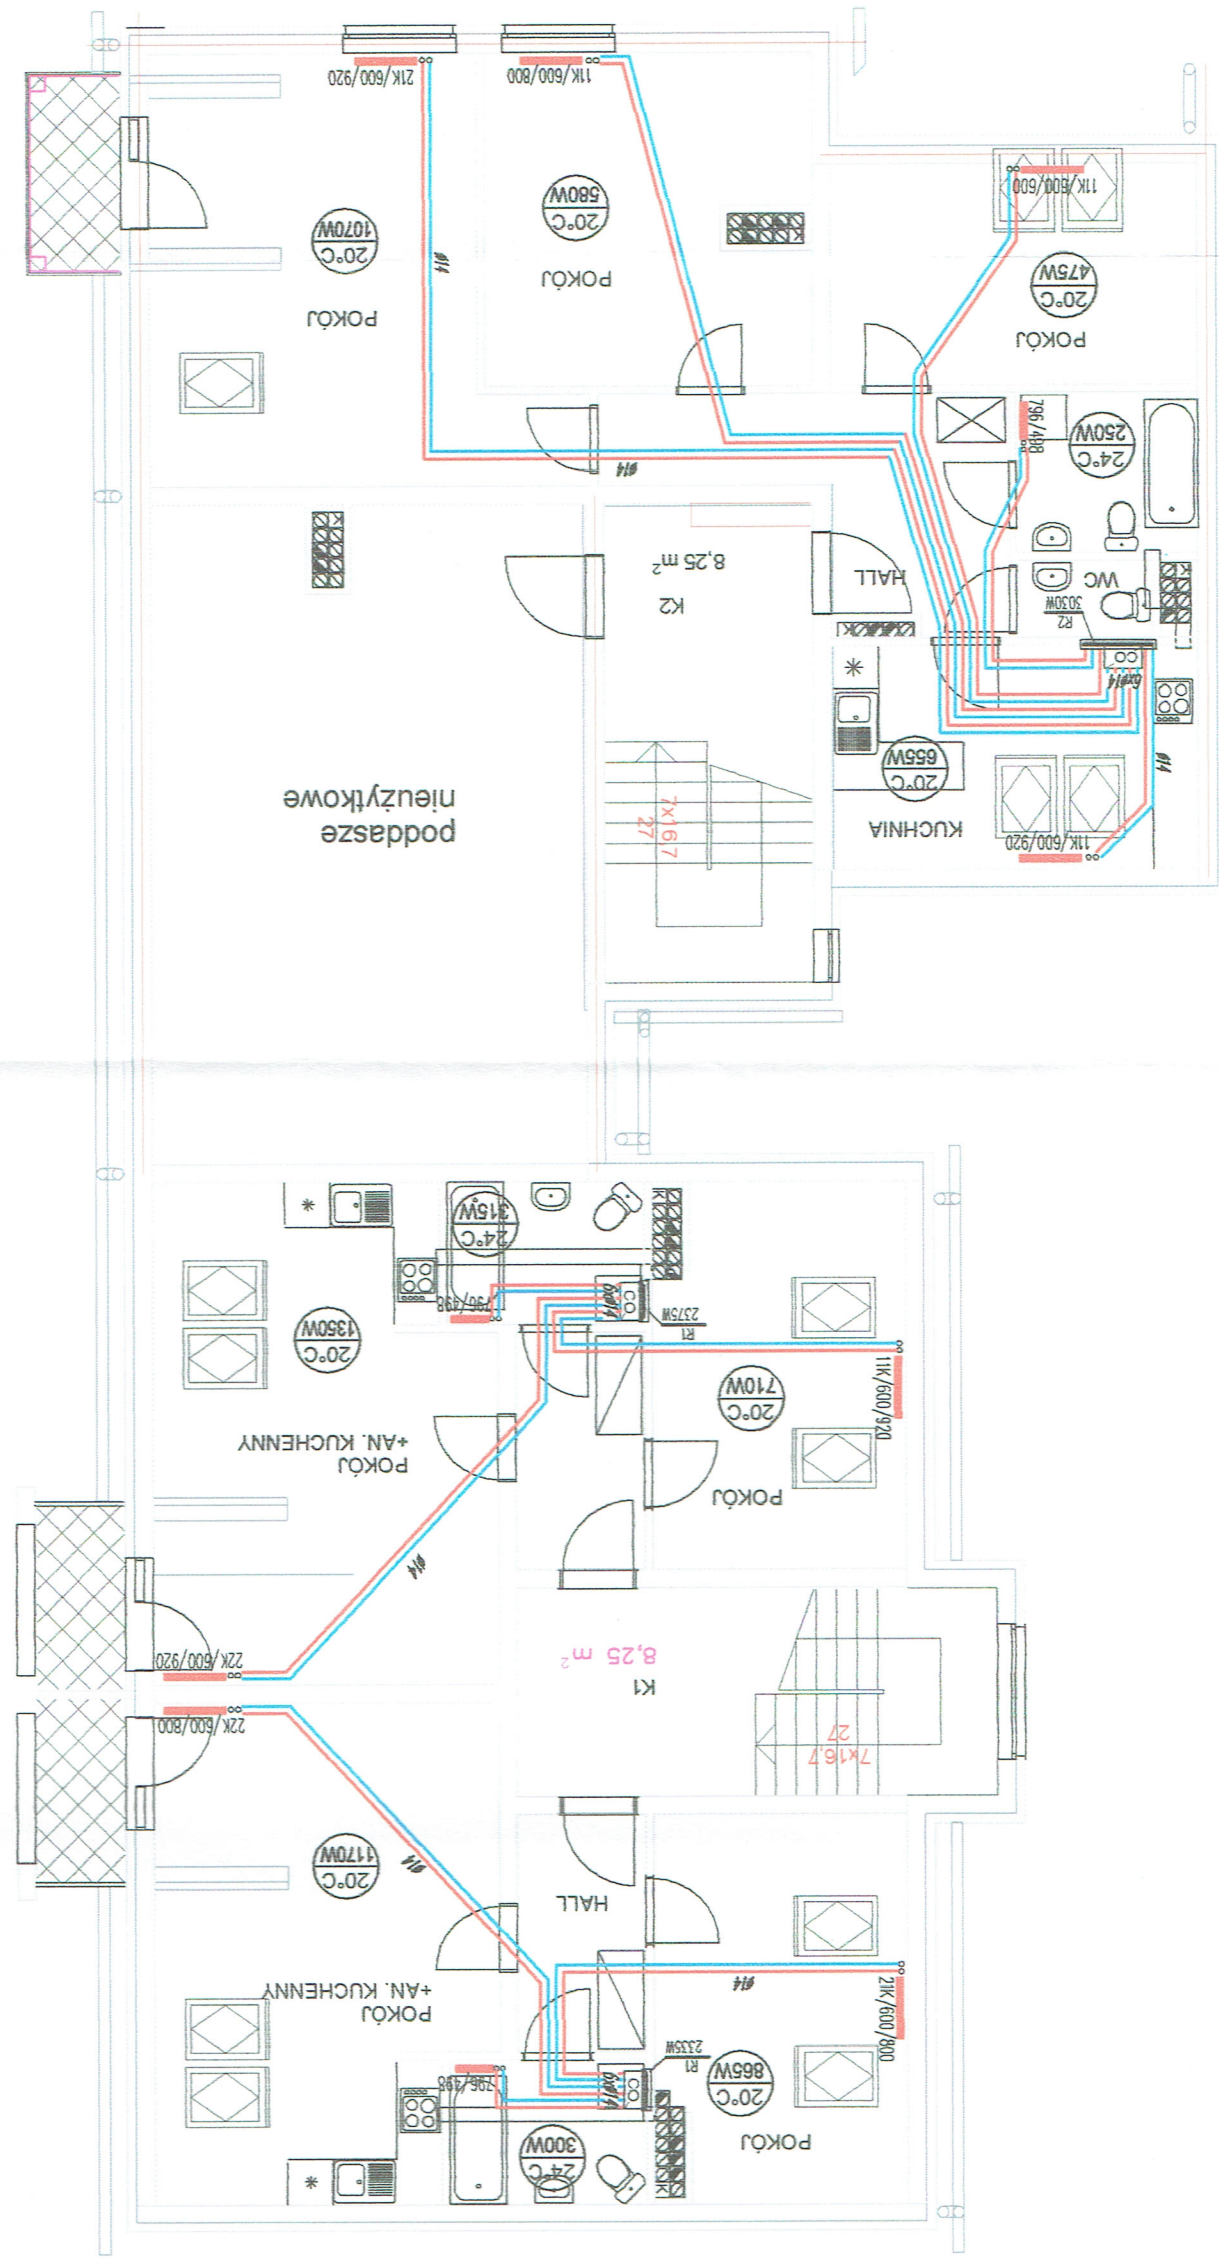 POKÓJ
20°C
865W
21K/600/800
24°C
300W
R1
2335W
CO
6xø14
796/498
ø14
POKÓJ
+AN. KUCHENNY
HALL
20°C
1170W
ø14
7x16,7
27
K1
8,25 m²
22K/600/800
22K/600/920
POKÓJ
ø14
POKÓJ
+AN. KUCHENNY
20°C
710W
11K/600/920
20°C
1350W
R1
2375W
CO
6xø14
796/498
24°C
315W
11K/600/920
KUCHNIA
poddasze
nieużytkowe
7x16,7
27
20°C
655W
ø14
6xø14
CO
R2
3030W
K2
WC
HALL
8,25 m²
ø14
24°C
250W
796/498
POKÓJ
POKÓJ
POKÓJ
20°C
475W
ø14
20°C
1070W
20°C
580W
11K/600/600
21K/600/920
11K/600/800
K
K
K
K
K
K